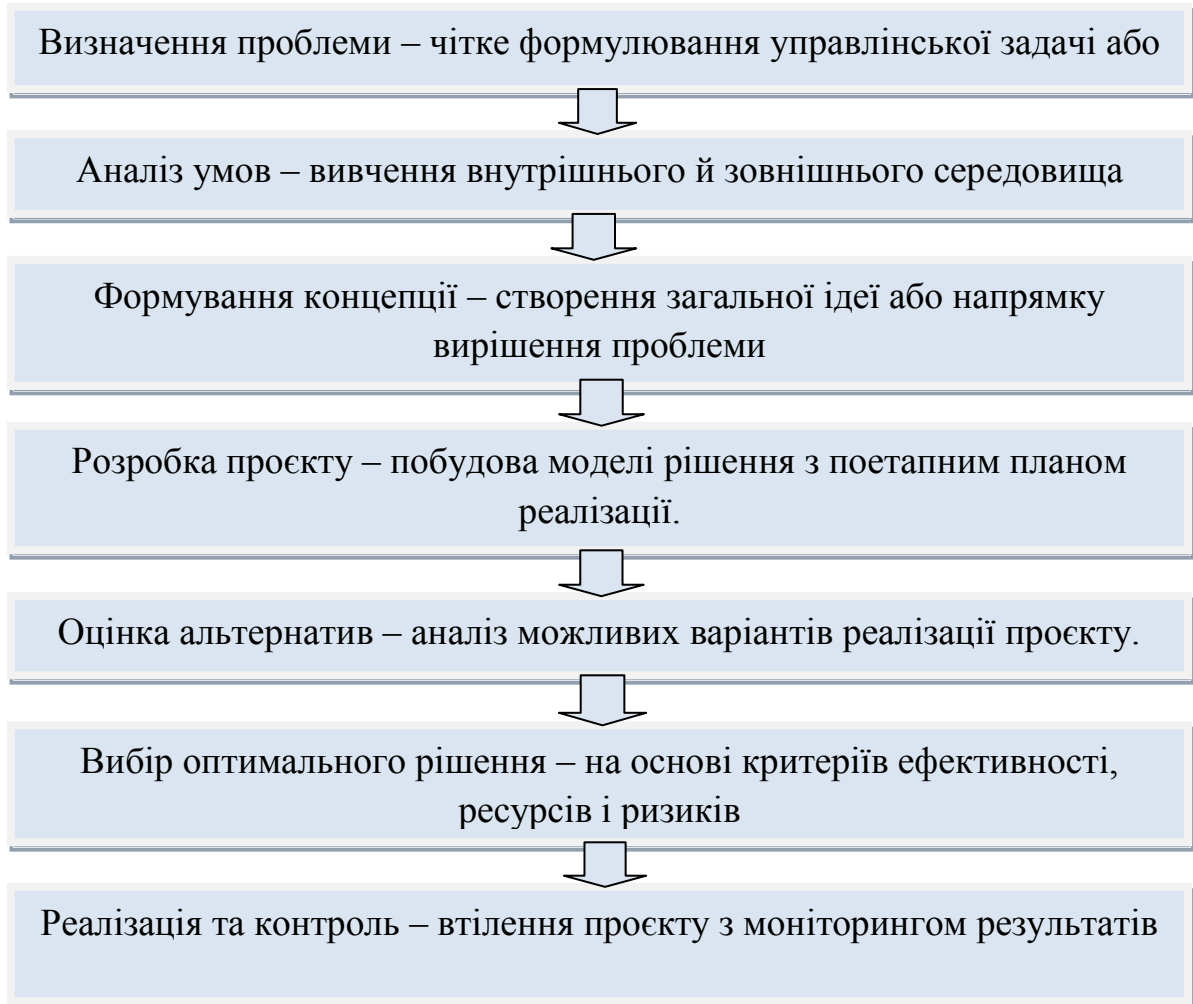 Визначення проблеми – чітке формулювання управлінської задачі або
Аналіз умов – вивчення внутрішнього й зовнішнього середовища
Формування концепції – створення загальної ідеї або напрямку
вирішення проблеми
Розробка проєкту – побудова моделі рішення з поетапним планом
реалізації.
Оцінка альтернатив – аналіз можливих варіантів реалізації проєкту.
Вибір оптимального рішення – на основі критеріїв ефективності,
ресурсів і ризиків
Реалізація та контроль – втілення проєкту з моніторингом результатів